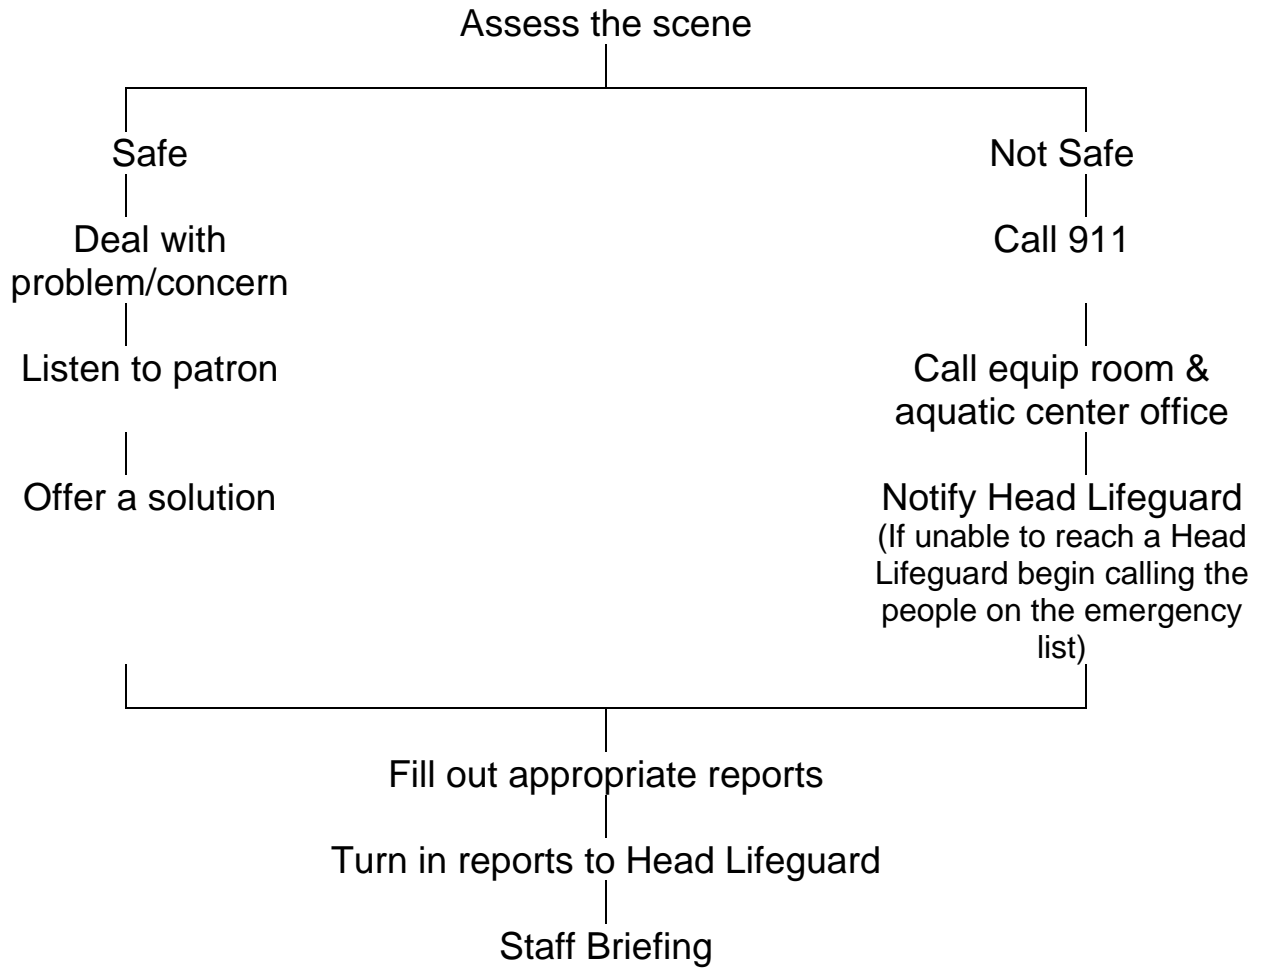 Assess the scene
Safe
Not Safe
Deal with
problem/concern
Call 911
Listen to patron
Call equip room &
aquatic center office
Offer a solution
Notify Head Lifeguard
(If unable to reach a Head
Lifeguard begin calling the
people on the emergency
list)
Fill out appropriate reports
Turn in reports to Head Lifeguard
Staff Briefing